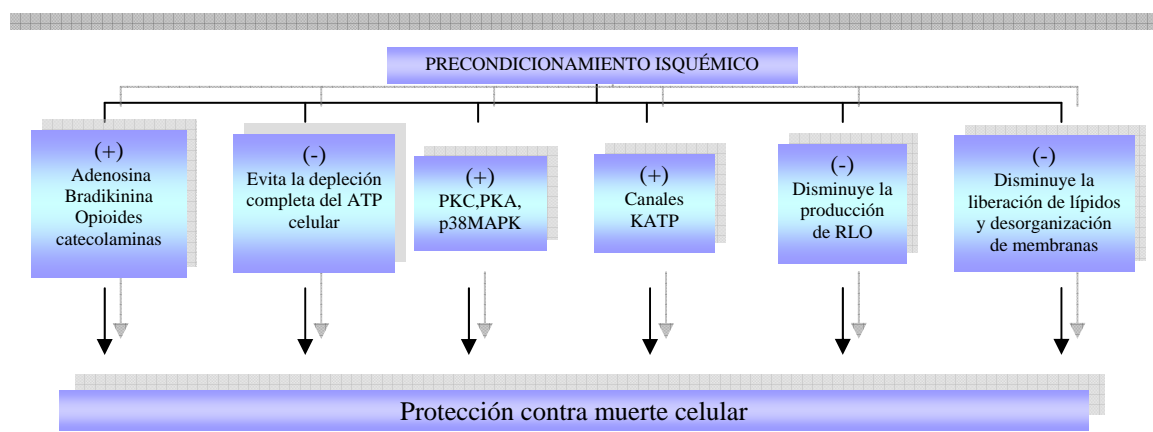 PRECONDICIONAMIENTO ISQUÉMICO
(+)
Adenosina
Bradikinina
Opioides
catecolaminas
(-)
Evita la depleción
completa del ATP
celular
(+)
PKC,PKA,
p38MAPK
(+)
Canales
KATP
(-)
Disminuye la
producción
de RLO
(-)
Disminuye la
liberación de lípidos
y desorganización
de membranas
Protección contra muerte celular